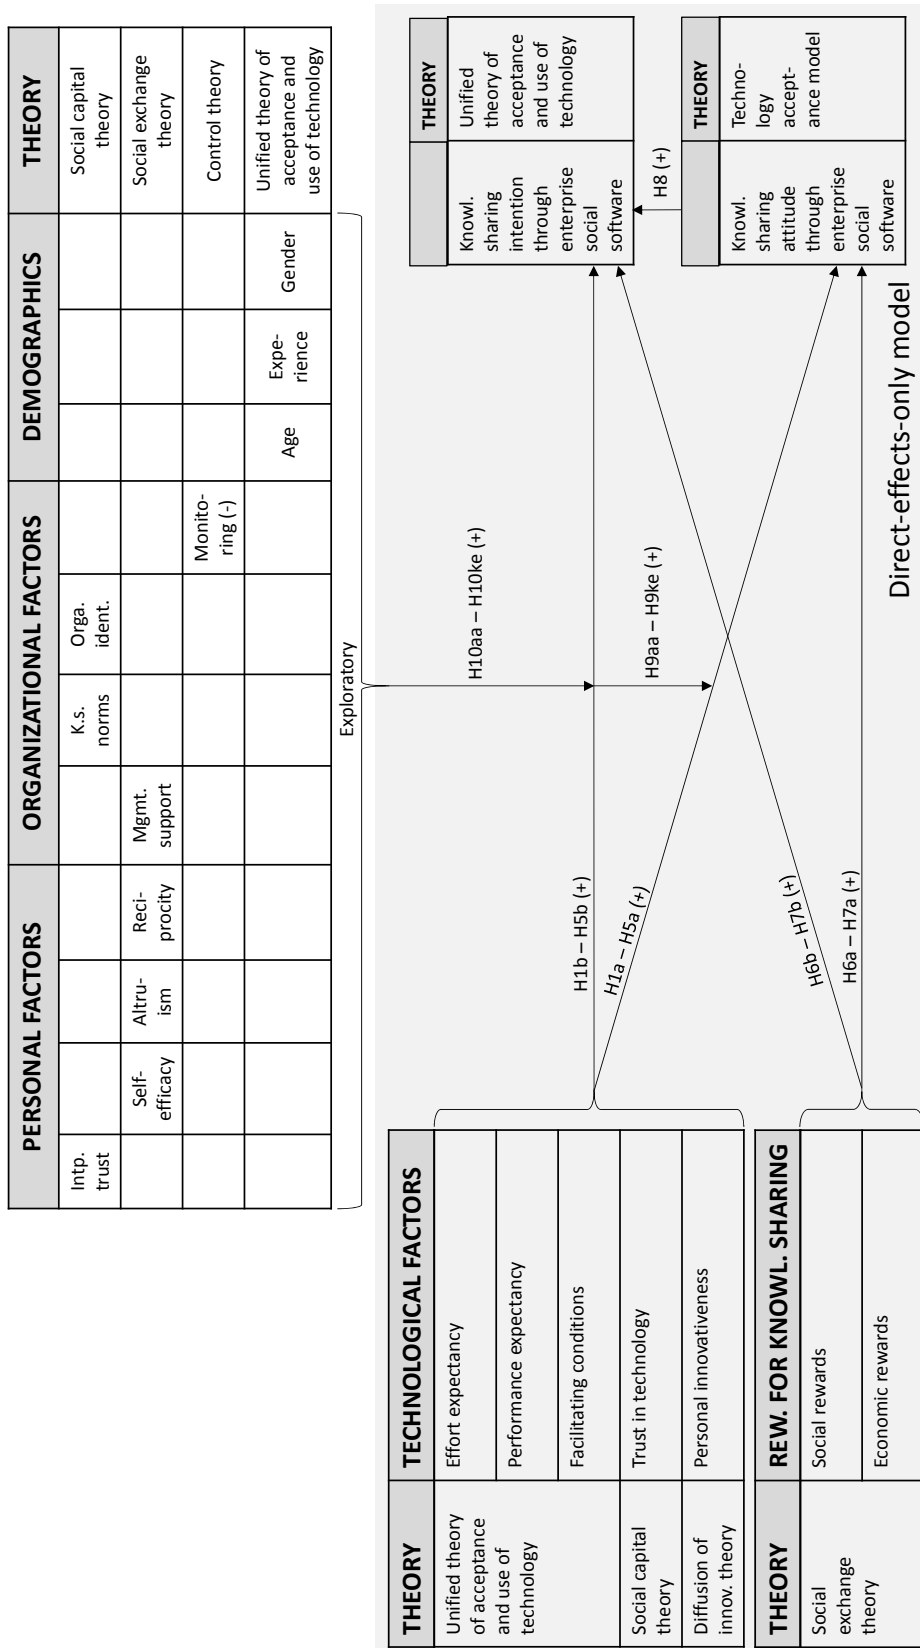 PERSONAL FACTORS
ORGANIZATIONAL FACTORS
DEMOGRAPHICS
THEORY
Intp.
trust
K.s.
norms
Orga.
ident.
Social capital
theory
Self-
efficacy
Altru-
ism
Reci-
procity
Mgmt.
support
Social exchange
theory
Monito-
ring (-)
Control theory
Age
Expe-
rience
Gender
Unified theory of
acceptance and
use of technology
Exploratory
THEORY
TECHNOLOGICAL FACTORS
Unified theory
of acceptance
and use of
technology
Effort expectancy
Performance expectancy
Facilitating conditions
Social capital
theory
Trust in technology
Diffusion of
innov. theory
Personal innovativeness
THEORY
REW. FOR KNOWL. SHARING
Social
exchange
theory
Social rewards
Economic rewards
H10aa – H10ke (+)
H1b – H5b (+)
H9aa – H9ke (+)
H1a – H5a (+)
H6b – H7b (+)
H6a – H7a (+)
THEORY
Knowl.
sharing
intention
through
enterprise
social
software
Unified
theory of
acceptance
and use of
technology
H8 (+)
THEORY
Knowl.
sharing
attitude
through
enterprise
social
software
Techno-
logy
accept-
ance model
Direct-effects-only model